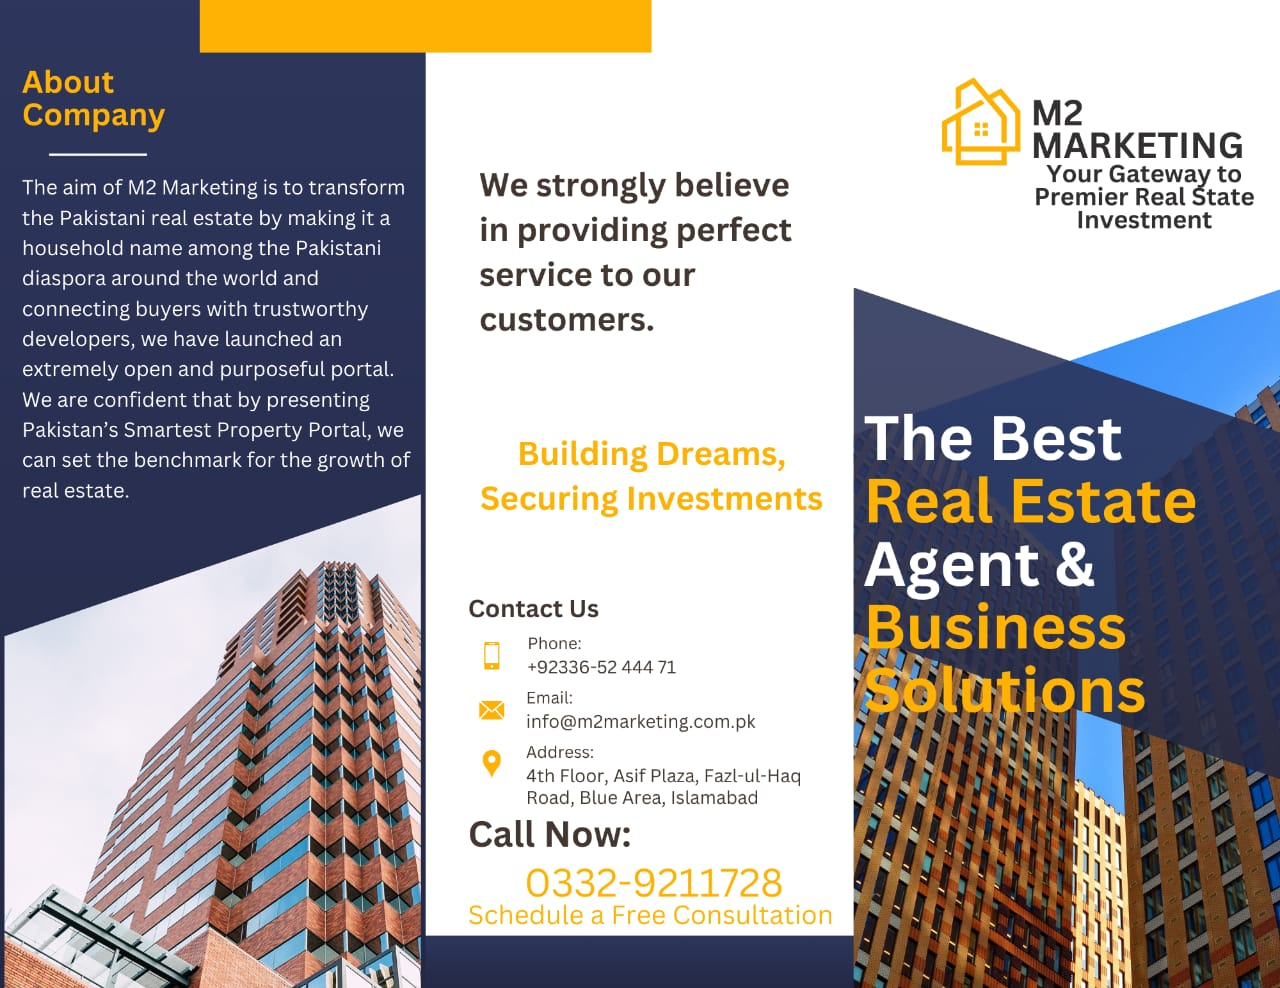 About
Company
The aim of M2 Marketing is to transform
the Pakistani real estate by making it a
household name among the Pakistani
diaspora around the world and
connecting buyers with trustworthy
developers, we have launched an
extremely open and purposeful portal.
We are confident that by presenting
Pakistan’s Smartest Property Portal, we
can set the benchmark for the growth of
real estate.
We strongly believe
in providing perfect
service to our
customers.
Building Dreams,
Securing Investments
Contact Us
Phone:
+92336-52 444 71
Email:
info@m2marketing.com.pk
Address:
4th Floor, Asif Plaza, Fazl-ul-Haq
Road, Blue Area, Islamabad
Call Now:
0332-9211728
Schedule a Free Consultation
M2
MARKETING
Your Gateway to
Premier Real State
Investment
The Best
Real Estate
Agent &
Business
Solutions